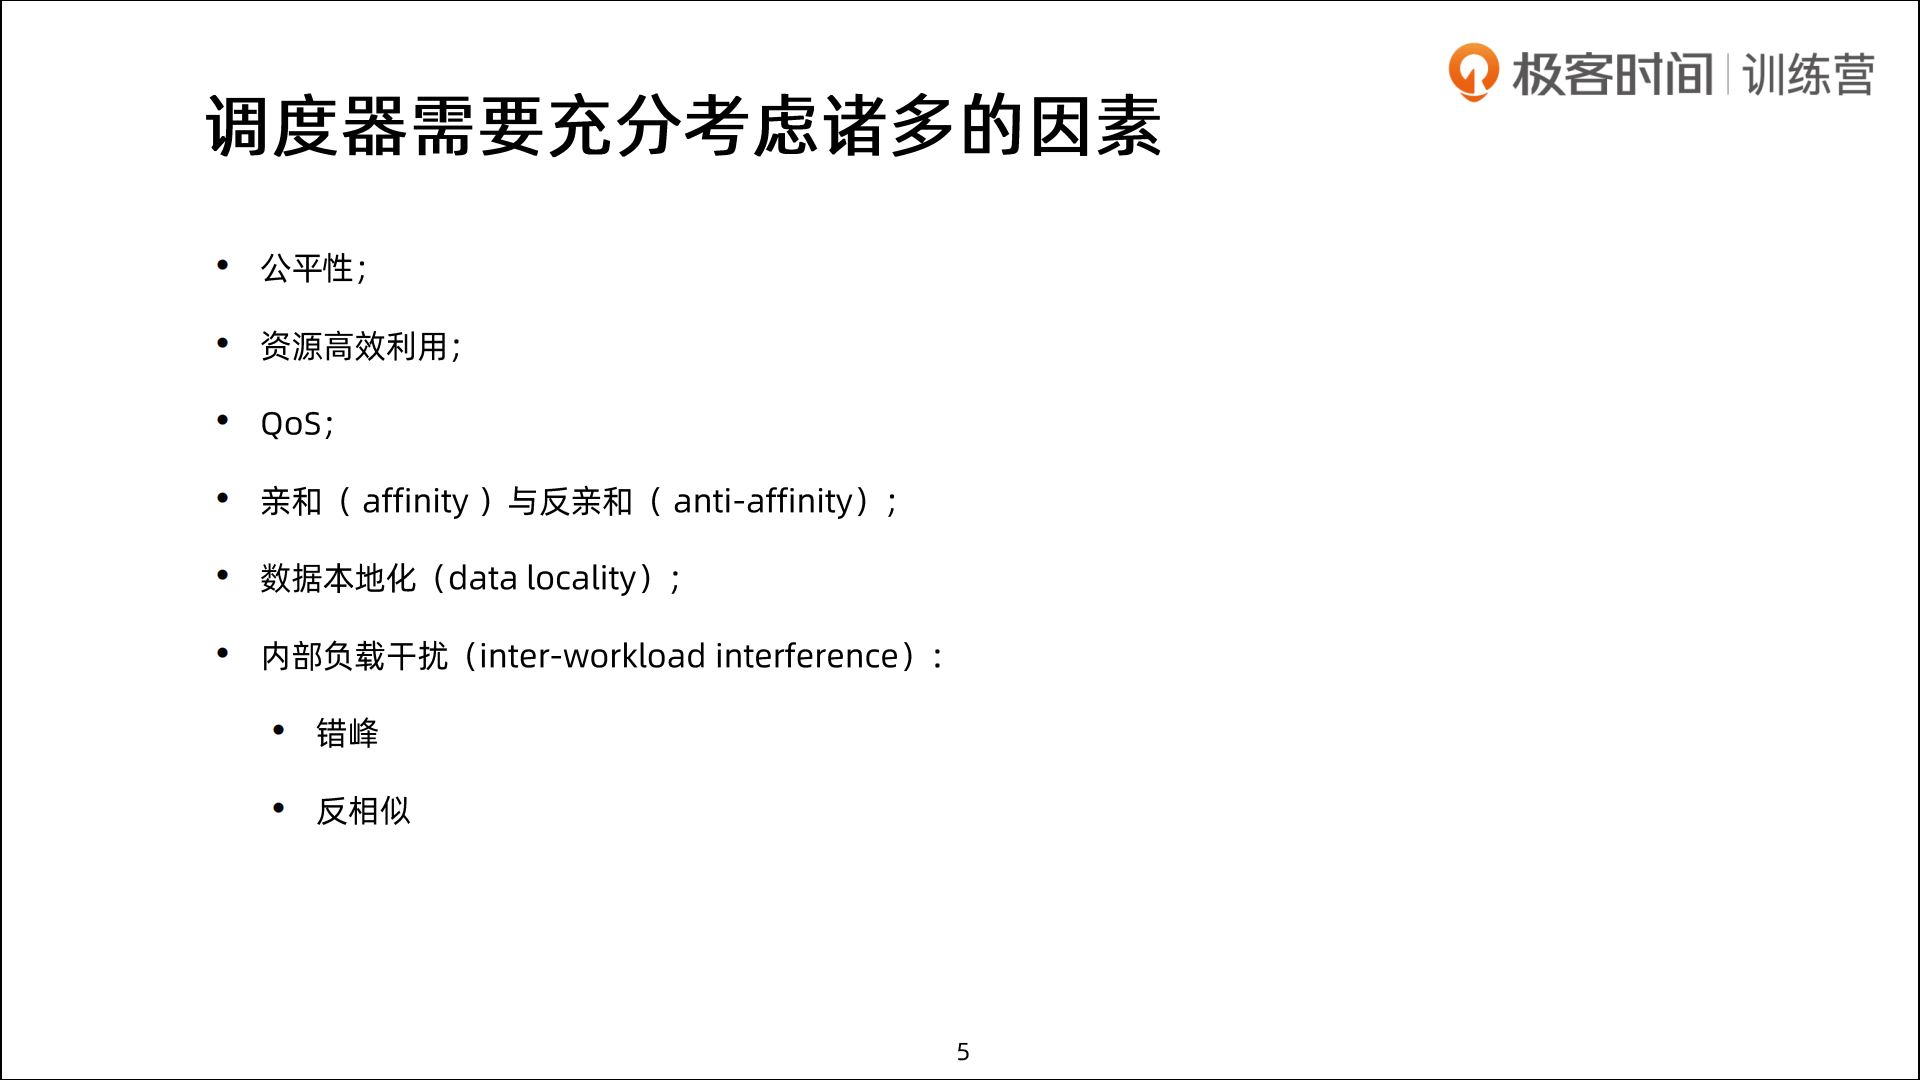 极客时间 | 训练营
调度器需要充分考虑诸多的因素
• 公平性；
• 资源高效利用；
• QoS；
• 亲和（ affinity ）与反亲和（ anti-affinity）；
• 数据本地化（data locality）；
• 内部负载干扰（inter-workload interference）：
• 错峰
• 反相似
5